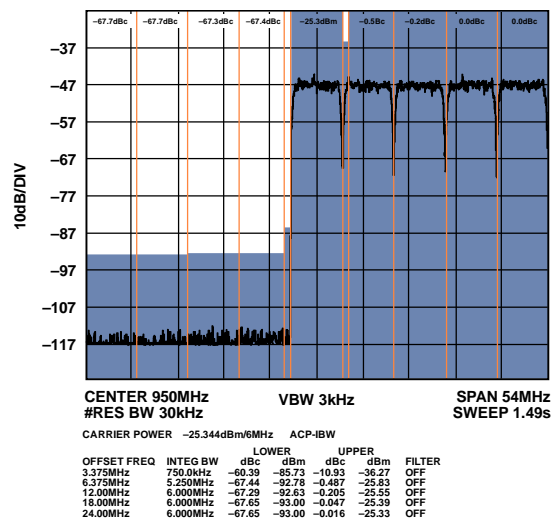 –67.7dBc –67.7dBc –67.3dBc –67.4dBc –25.3dBm –0.5Bc –0.2dBc 0.0dBc 0.0dBc
–37
–47
–57
–67
–77
–87
–97
–107
–117
10dB/DIV
CENTER 950MHz VBW 3kHz SPAN 54MHz
#RES BW 30kHz SWEEP 1.49s
CARRIER POWER –25.344dBm/6MHz ACP-IBW
LOWER UPPER
OFFSET FREQ INTEG BW dBc dBm dBc dBm FILTER
3.375MHz 750.0kHz –60.39 –85.73 –10.93 –36.27 OFF
6.375MHz 5.250MHz –67.44 –92.78 –0.487 –25.83 OFF
12.00MHz 6.000MHz –67.29 –92.63 –0.205 –25.55 OFF
18.00MHz 6.000MHz –67.65 –93.00 –0.047 –25.39 OFF
24.00MHz 6.000MHz –67.65 –93.00 –0.016 –25.33 OFF